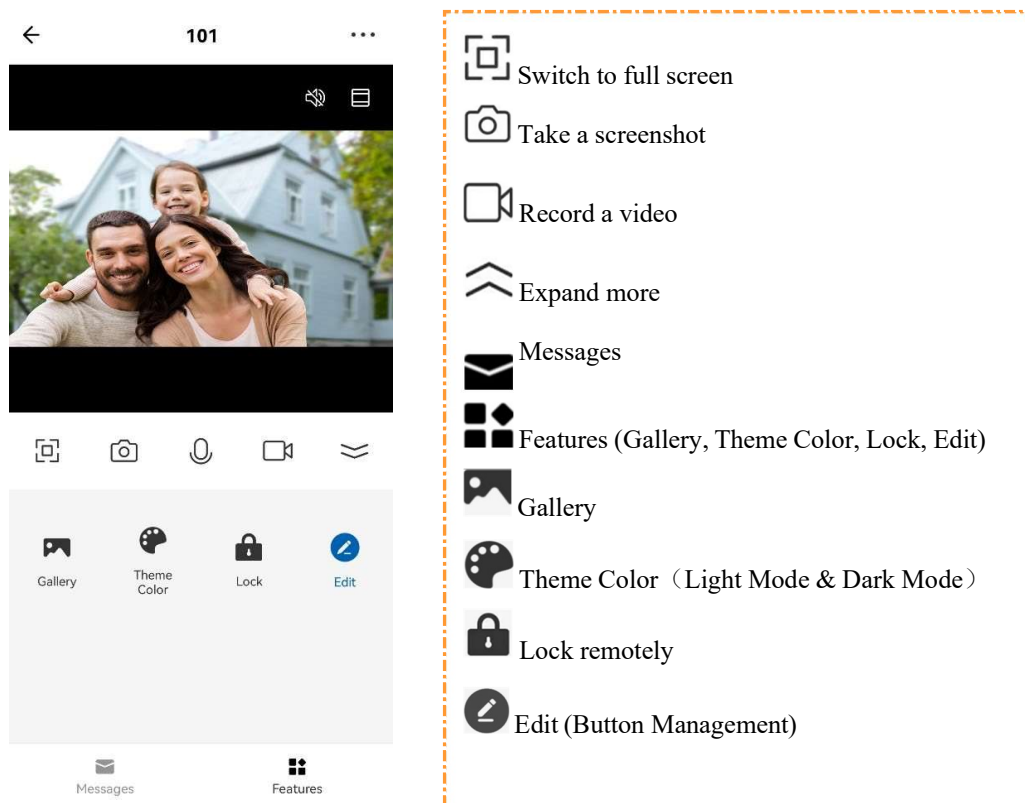 101
Gallery
Theme
Color
Lock
Edit
Messages
Features
Switch to full screen
Take a screenshot
Record a video
Expand more
Messages
Features (Gallery, Theme Color, Lock, Edit)
Gallery
Theme Color（Light Mode & Dark Mode）
Lock remotely
Edit (Button Management)